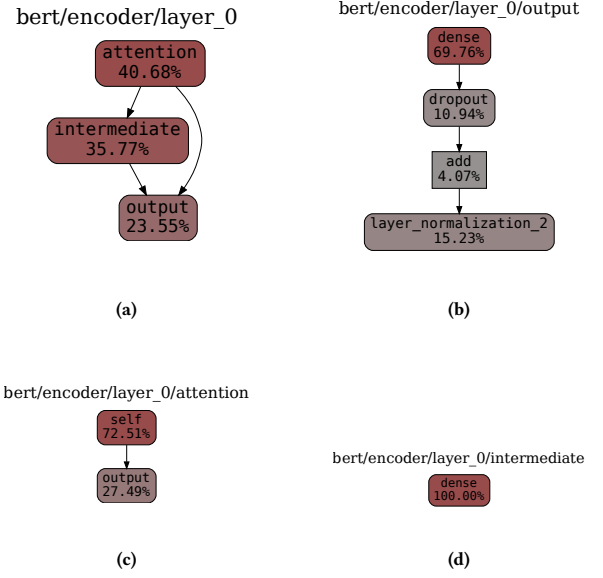 bert/encoder/layer_0
attention
40.68%
intermediate
35.77%
output
23.55%
(a)
bert/encoder/layer_0/output
dense
69.76%
dropout
10.94%
add
4.07%
layer_normalization_2
15.23%
(b)
bert/encoder/layer_0/attention
self
72.51%
output
27.49%
(c)
bert/encoder/layer_0/intermediate
dense
100.00%
(d)